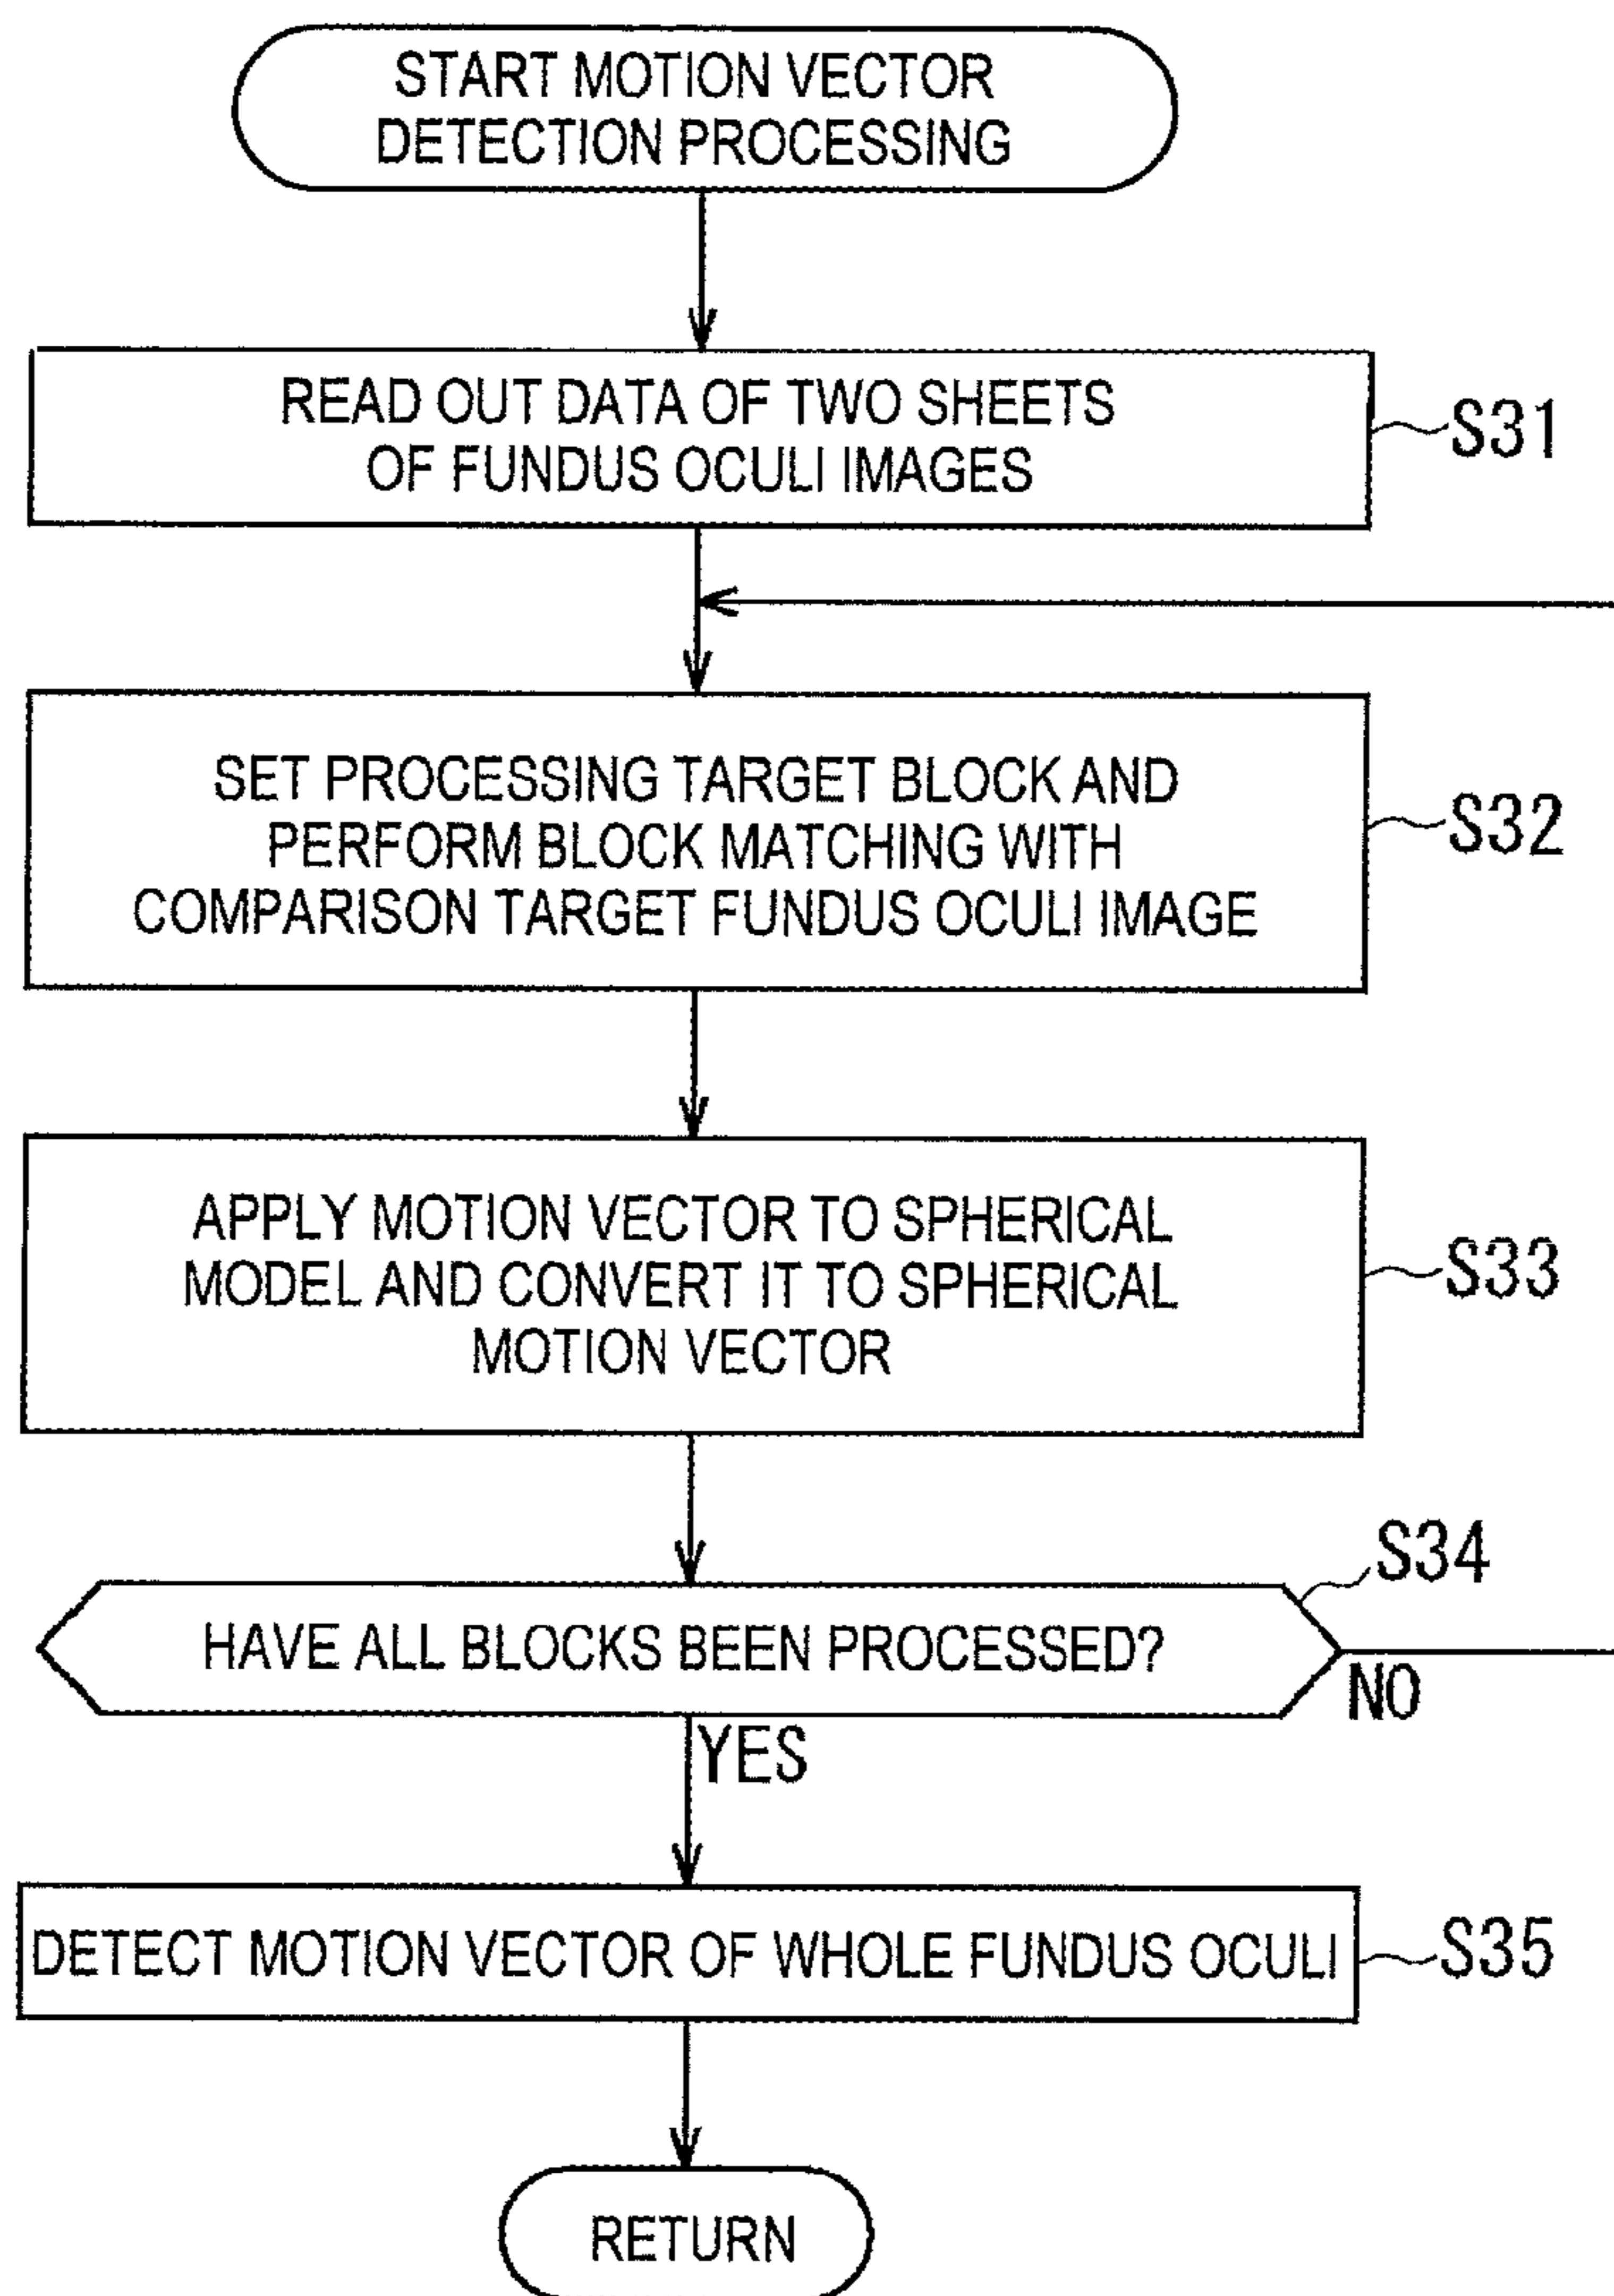 START MOTION VECTOR
DETECTION PROCESSING
READ OUT DATA OF TWO SHEETS
OF FUNDUS OCULI IMAGES
S31
SET PROCESSING TARGET BLOCK AND
PERFORM BLOCK MATCHING WITH
COMPARISON TARGET FUNDUS OCULI IMAGE
S32
APPLY MOTION VECTOR TO SPHERICAL
MODEL AND CONVERT IT TO SPHERICAL
MOTION VECTOR
S33
S34
HAVE ALL BLOCKS BEEN PROCESSED?
NO
YES
DETECT MOTION VECTOR OF WHOLE FUNDUS OCULI
S35
RETURN